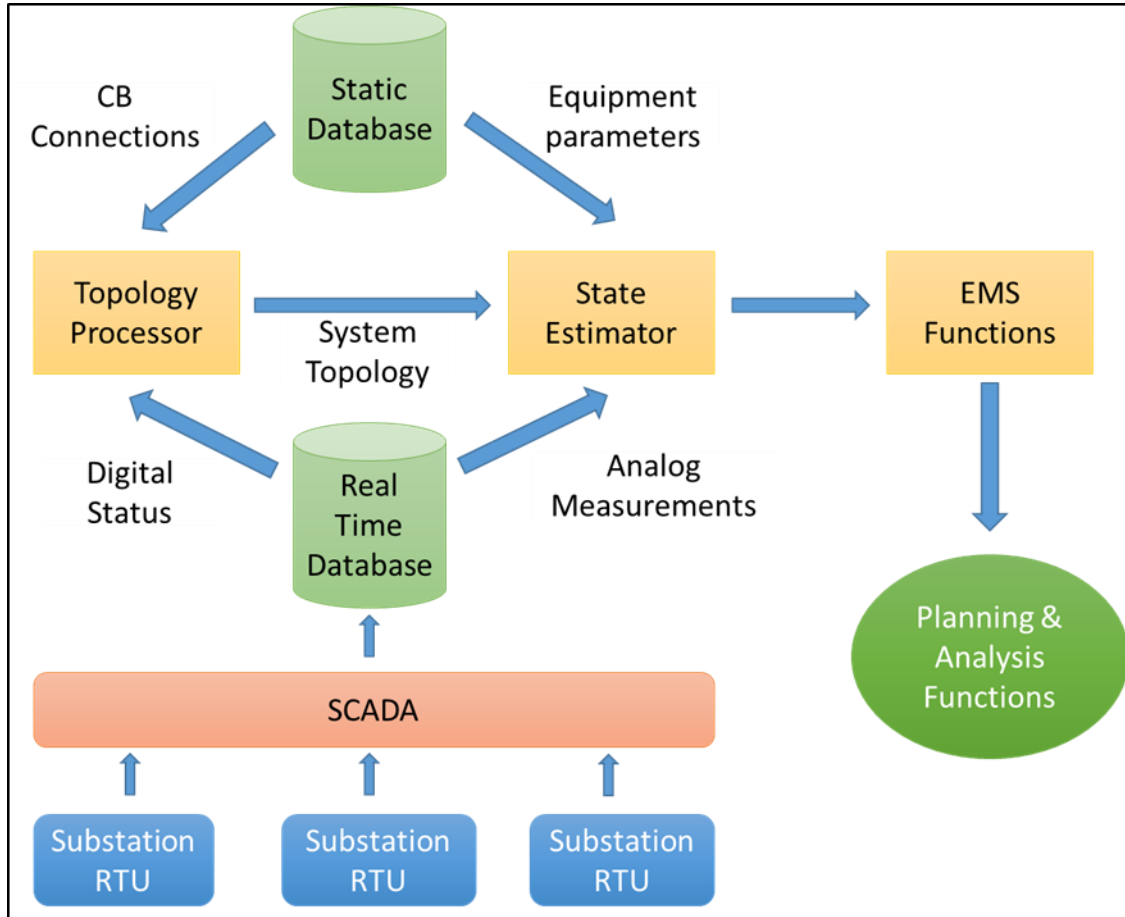 Static
Database
CB
Connections
Equipment
parameters
Topology
Processor
System
Topology
State
Estimator
EMS
Functions
Digital
Status
Real
Time
Database
Analog
Measurements
Planning &
Analysis
Functions
SCADA
Substation
RTU
Substation
RTU
Substation
RTU